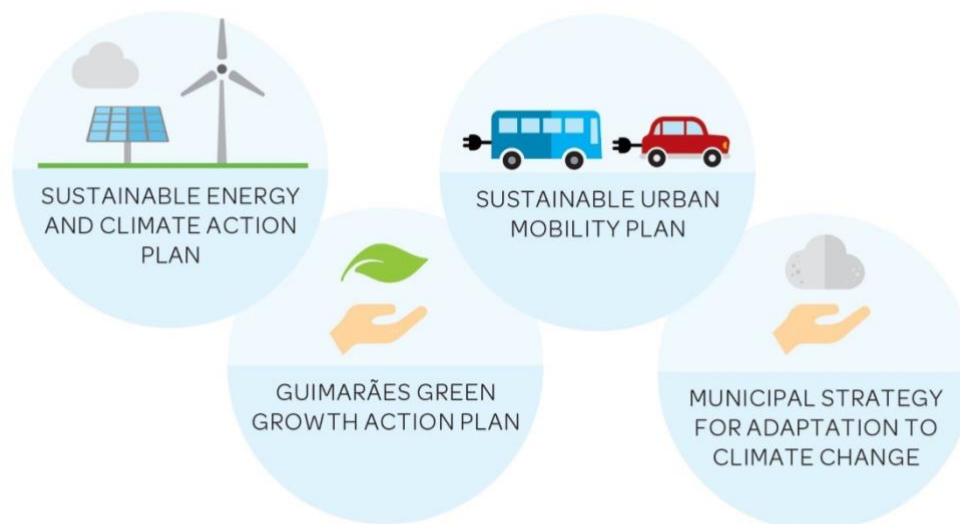 SUSTAINABLE ENERGY
AND CLIMATE ACTION
PLAN
GUIMARÃES GREEN
GROWTH ACTION PLAN
SUSTAINABLE URBAN
MOBILITY PLAN
MUNICIPAL STRATEGY
FOR ADAPTATION TO
CLIMATE CHANGE